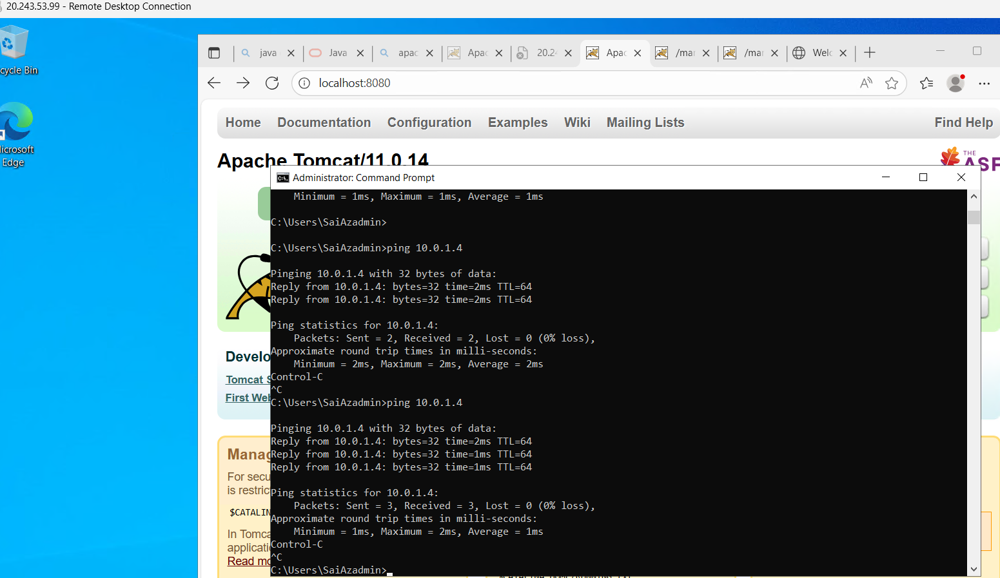 20.243.53.99 - Remote Desktop Connection
cycle Bin
icrosoft
Edge
java
Java
apac
Apac
20.24
Apac
/mar
/mar
Welc
localhost:8080
Home Documentation Configuration Examples Wiki Mailing Lists Find Help
Apache Tomcat/11.0.14
THE
ASF
Administrator: Command Prompt
Minimum = 1ms, Maximum = 1ms, Average = 1ms
C:\Users\SaiAzadmin>
C:\Users\SaiAzadmin>ping 10.0.1.4
Pinging 10.0.1.4 with 32 bytes of data:
Reply from 10.0.1.4: bytes=32 time=2ms TTL=64
Reply from 10.0.1.4: bytes=32 time=2ms TTL=64
Ping statistics for 10.0.1.4:
Packets: Sent = 2, Received = 2, Lost = 0 (0% loss),
Approximate round trip times in milli-seconds:
Minimum = 2ms, Maximum = 2ms, Average = 2ms
Control-C
^C
C:\Users\SaiAzadmin>ping 10.0.1.4
Pinging 10.0.1.4 with 32 bytes of data:
Reply from 10.0.1.4: bytes=32 time=2ms TTL=64
Reply from 10.0.1.4: bytes=32 time=1ms TTL=64
Reply from 10.0.1.4: bytes=32 time=1ms TTL=64
Ping statistics for 10.0.1.4:
Packets: Sent = 3, Received = 3, Lost = 0 (0% loss),
Approximate round trip times in milli-seconds:
Minimum = 1ms, Maximum = 2ms, Average = 1ms
Control-C
^C
C:\Users\SaiAzadmin>
Develo
Tomcat S
First Web
Manag
For secu
is restric
$CATALIN
In Tomca
applicati
Read mo